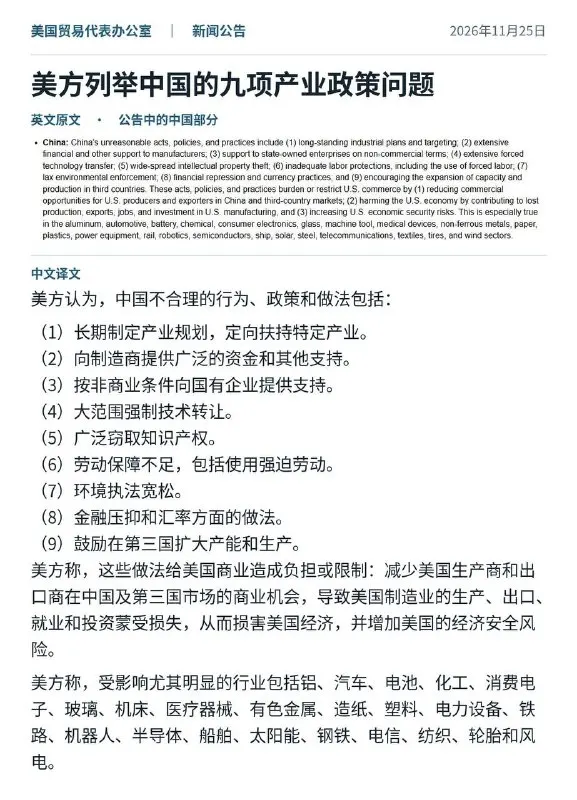 美国贸易代表办公室 | 新闻公告
2026年11月25日
美方列举中国的九项产业政策问题
英文原文 · 公告中的中国部分
• China: China's unreasonable acts, policies, and practices include (1) long-standing industrial plans and targeting; (2) extensive
financial and other support to manufacturers; (3) support to state-owned enterprises on non-commercial terms; (4) extensive forced
technology transfer; (5) wide-spread intellectual property theft; (6) inadequate labor protections, including the use of forced labor; (7)
lax environmental enforcement; (8) financial repression and currency practices, and (9) encouraging the expansion of capacity and
production in third countries. These acts, policies, and practices burden or restrict U.S. commerce by (1) reducing commercial
opportunities for U.S. producers and exporters in China and third-country markets; (2) harming the U.S. economy by contributing to lost
production, exports, jobs, and investment in U.S. manufacturing, and (3) increasing U.S. economic security risks. This is especially true
in the aluminum, automotive, battery, chemical, consumer electronics, glass, machine tool, medical devices, non-ferrous metals, paper,
plastics, power equipment, rail, robotics, semiconductors, ship, solar, steel, telecommunications, textiles, tires, and wind sectors.
中文译文
美方认为，中国不合理的行为、政策和做法包括：
（1）长期制定产业规划，定向扶持特定产业。
（2）向制造商提供广泛的资金和其他支持。
（3）按非商业条件向国有企业提供支持。
（4）大范围强制技术转让。
（5）广泛窃取知识产权。
（6）劳动保障不足，包括使用强迫劳动。
（7）环境执法宽松。
（8）金融压抑和汇率方面的做法。
（9）鼓励在第三国扩大产能和生产。
美方称，这些做法给美国商业造成负担或限制：减少美国生产商和出
口商在中国及第三国市场的商业机会，导致美国制造业的生产、出口、
就业和投资蒙受损失，从而损害美国经济，并增加美国的经济安全风
险。
美方称，受影响尤其明显的行业包括铝、汽车、电池、化工、消费电
子、玻璃、机床、医疗器械、有色金属、造纸、塑料、电力设备、铁
路、机器人、半导体、船舶、太阳能、钢铁、电信、纺织、轮胎和风
电。